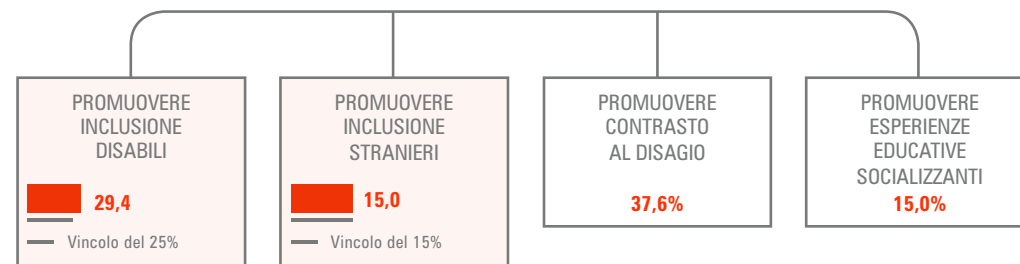 PROMUOVERE
INCLUSIONE
DISABILI
29,4
Vincolo del 25%
PROMUOVERE
INCLUSIONE
STRANIERI
15,0
Vincolo del 15%
PROMUOVERE
CONTRASTO
AL DISAGIO
37,6%
PROMUOVERE
ESPERIENZE
EDUCATIVE
SOCIALIZZANTI
15,0%